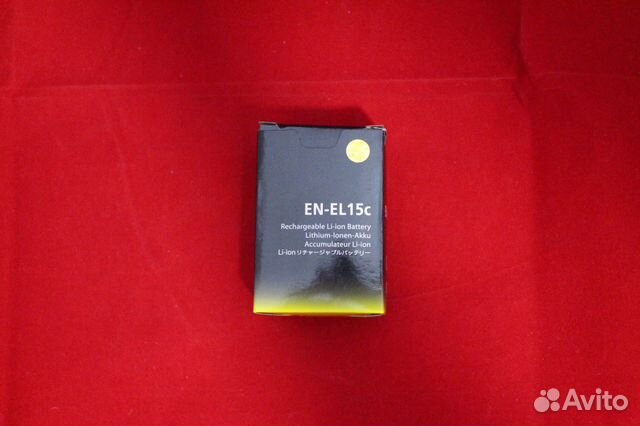 EN-EL15c
Rechargeable Li-ion Battery
Lithium-Ionen-Akku
Accumulateur Li-ion
Li-ionリチャージャブルバッテリー
Avito